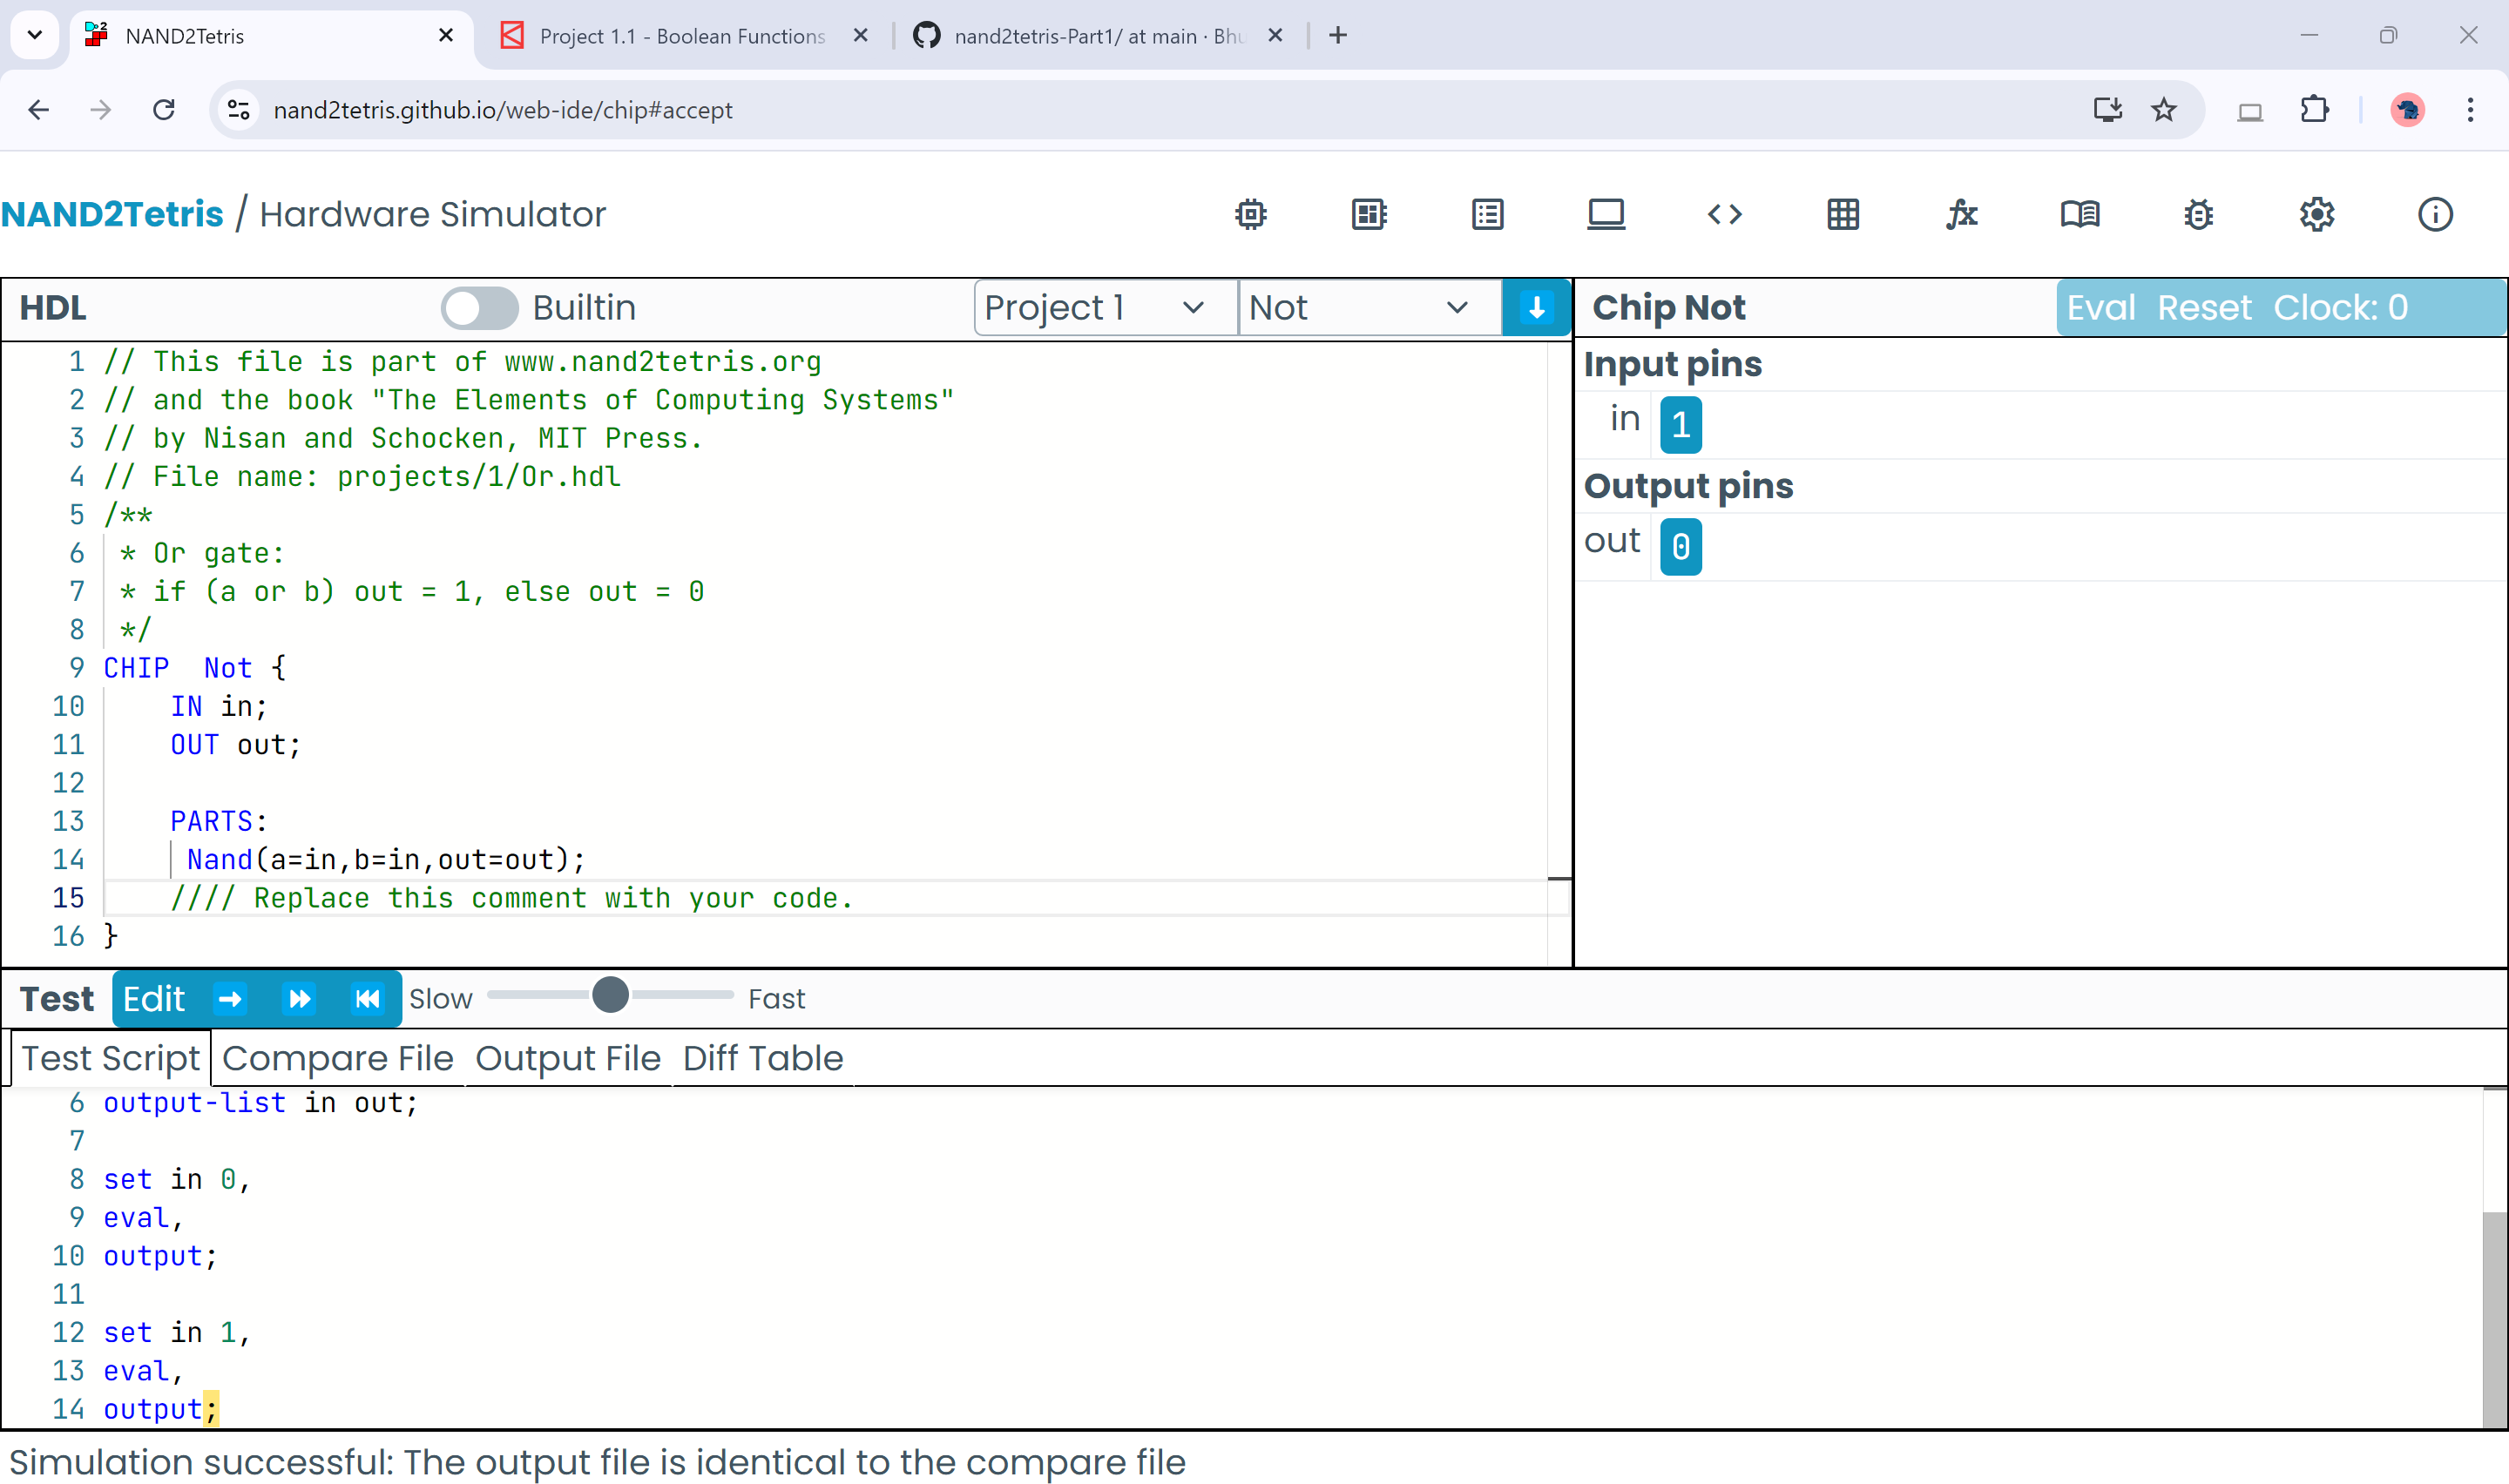 NAND2Tetris
Project 1.1 - Boolean Functions
nand2tetris-Part1/ at main · Bhu
nand2tetris.github.io/web-ide/chip#accept
NAND2Tetris / Hardware Simulator
HDL Builtin Project 1 Not
1 // This file is part of www.nand2tetris.org
2 // and the book "The Elements of Computing Systems"
3 // by Nisan and Schocken, MIT Press.
4 // File name: projects/1/Or.hdl
5 /**
6 * Or gate:
7 * if (a or b) out = 1, else out = 0
8 */
9 CHIP  Not {
10 IN in;
11 OUT out;
12
13 PARTS:
14 Nand(a=in,b=in,out=out);
15 //// Replace this comment with your code.
16 }
Chip Not Eval Reset Clock: 0
Input pins
in 1
Output pins
out 0
Test Edit Slow Fast
Test Script Compare File Output File Diff Table
6 output-list in out;
7
8 set in 0,
9 eval,
10 output;
11
12 set in 1,
13 eval,
14 output;
Simulation successful: The output file is identical to the compare file